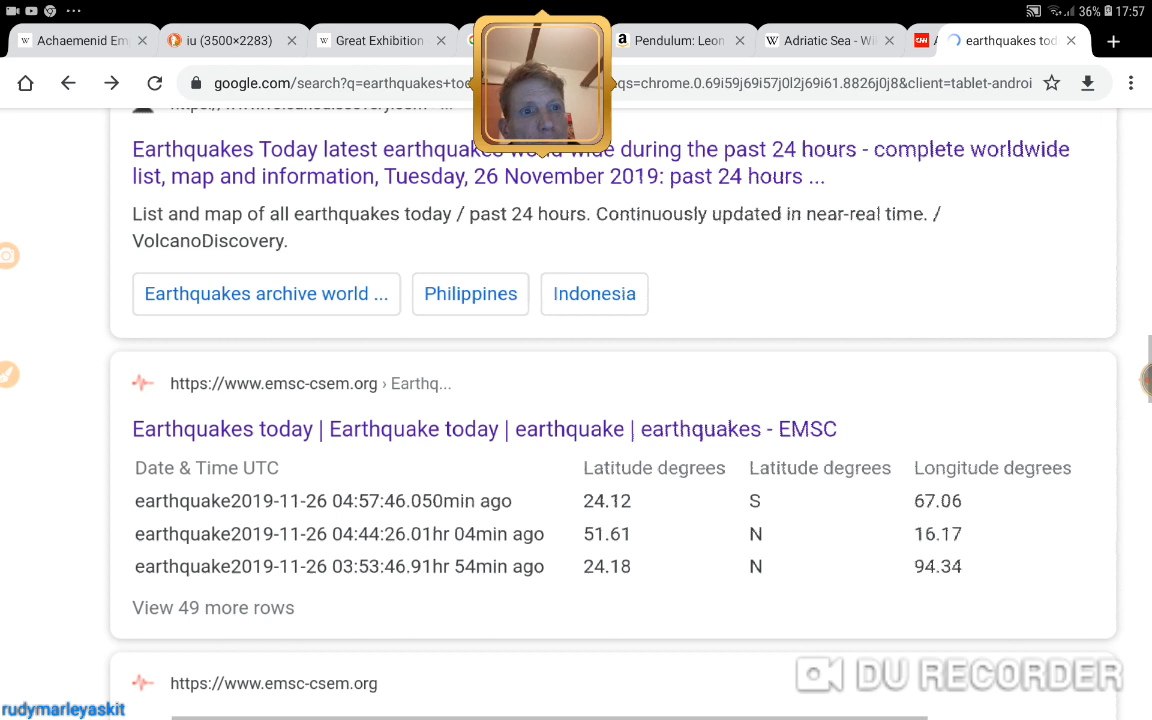 36% 17:57
Achaemenid Em
iu (3500×2283)
Great Exhibition
Pendulum: Leon
Adriatic Sea - Wi
CNN
earthquakes tod
google.com/search?q=earthquakes+tod
qs=chrome.0.69i59j69i57j0l2j69i61.8826j0j8&client=tablet-androi
Earthquakes Today latest earthquakes world wide during the past 24 hours - complete worldwide
list, map and information, Tuesday, 26 November 2019: past 24 hours ...
List and map of all earthquakes today / past 24 hours. Continuously updated in near-real time. /
VolcanoDiscovery.
Earthquakes archive world ... Philippines Indonesia
https://www.emsc-csem.org › Earthq...
Earthquakes today | Earthquake today | earthquake | earthquakes - EMSC
Date & Time UTC Latitude degrees Latitude degrees Longitude degrees
earthquake2019-11-26 04:57:46.050min ago 24.12 S 67.06
earthquake2019-11-26 04:44:26.01hr 04min ago 51.61 N 16.17
earthquake2019-11-26 03:53:46.91hr 54min ago 24.18 N 94.34
View 49 more rows
https://www.emsc-csem.org
DU RECORDER
rudymarleyaskit